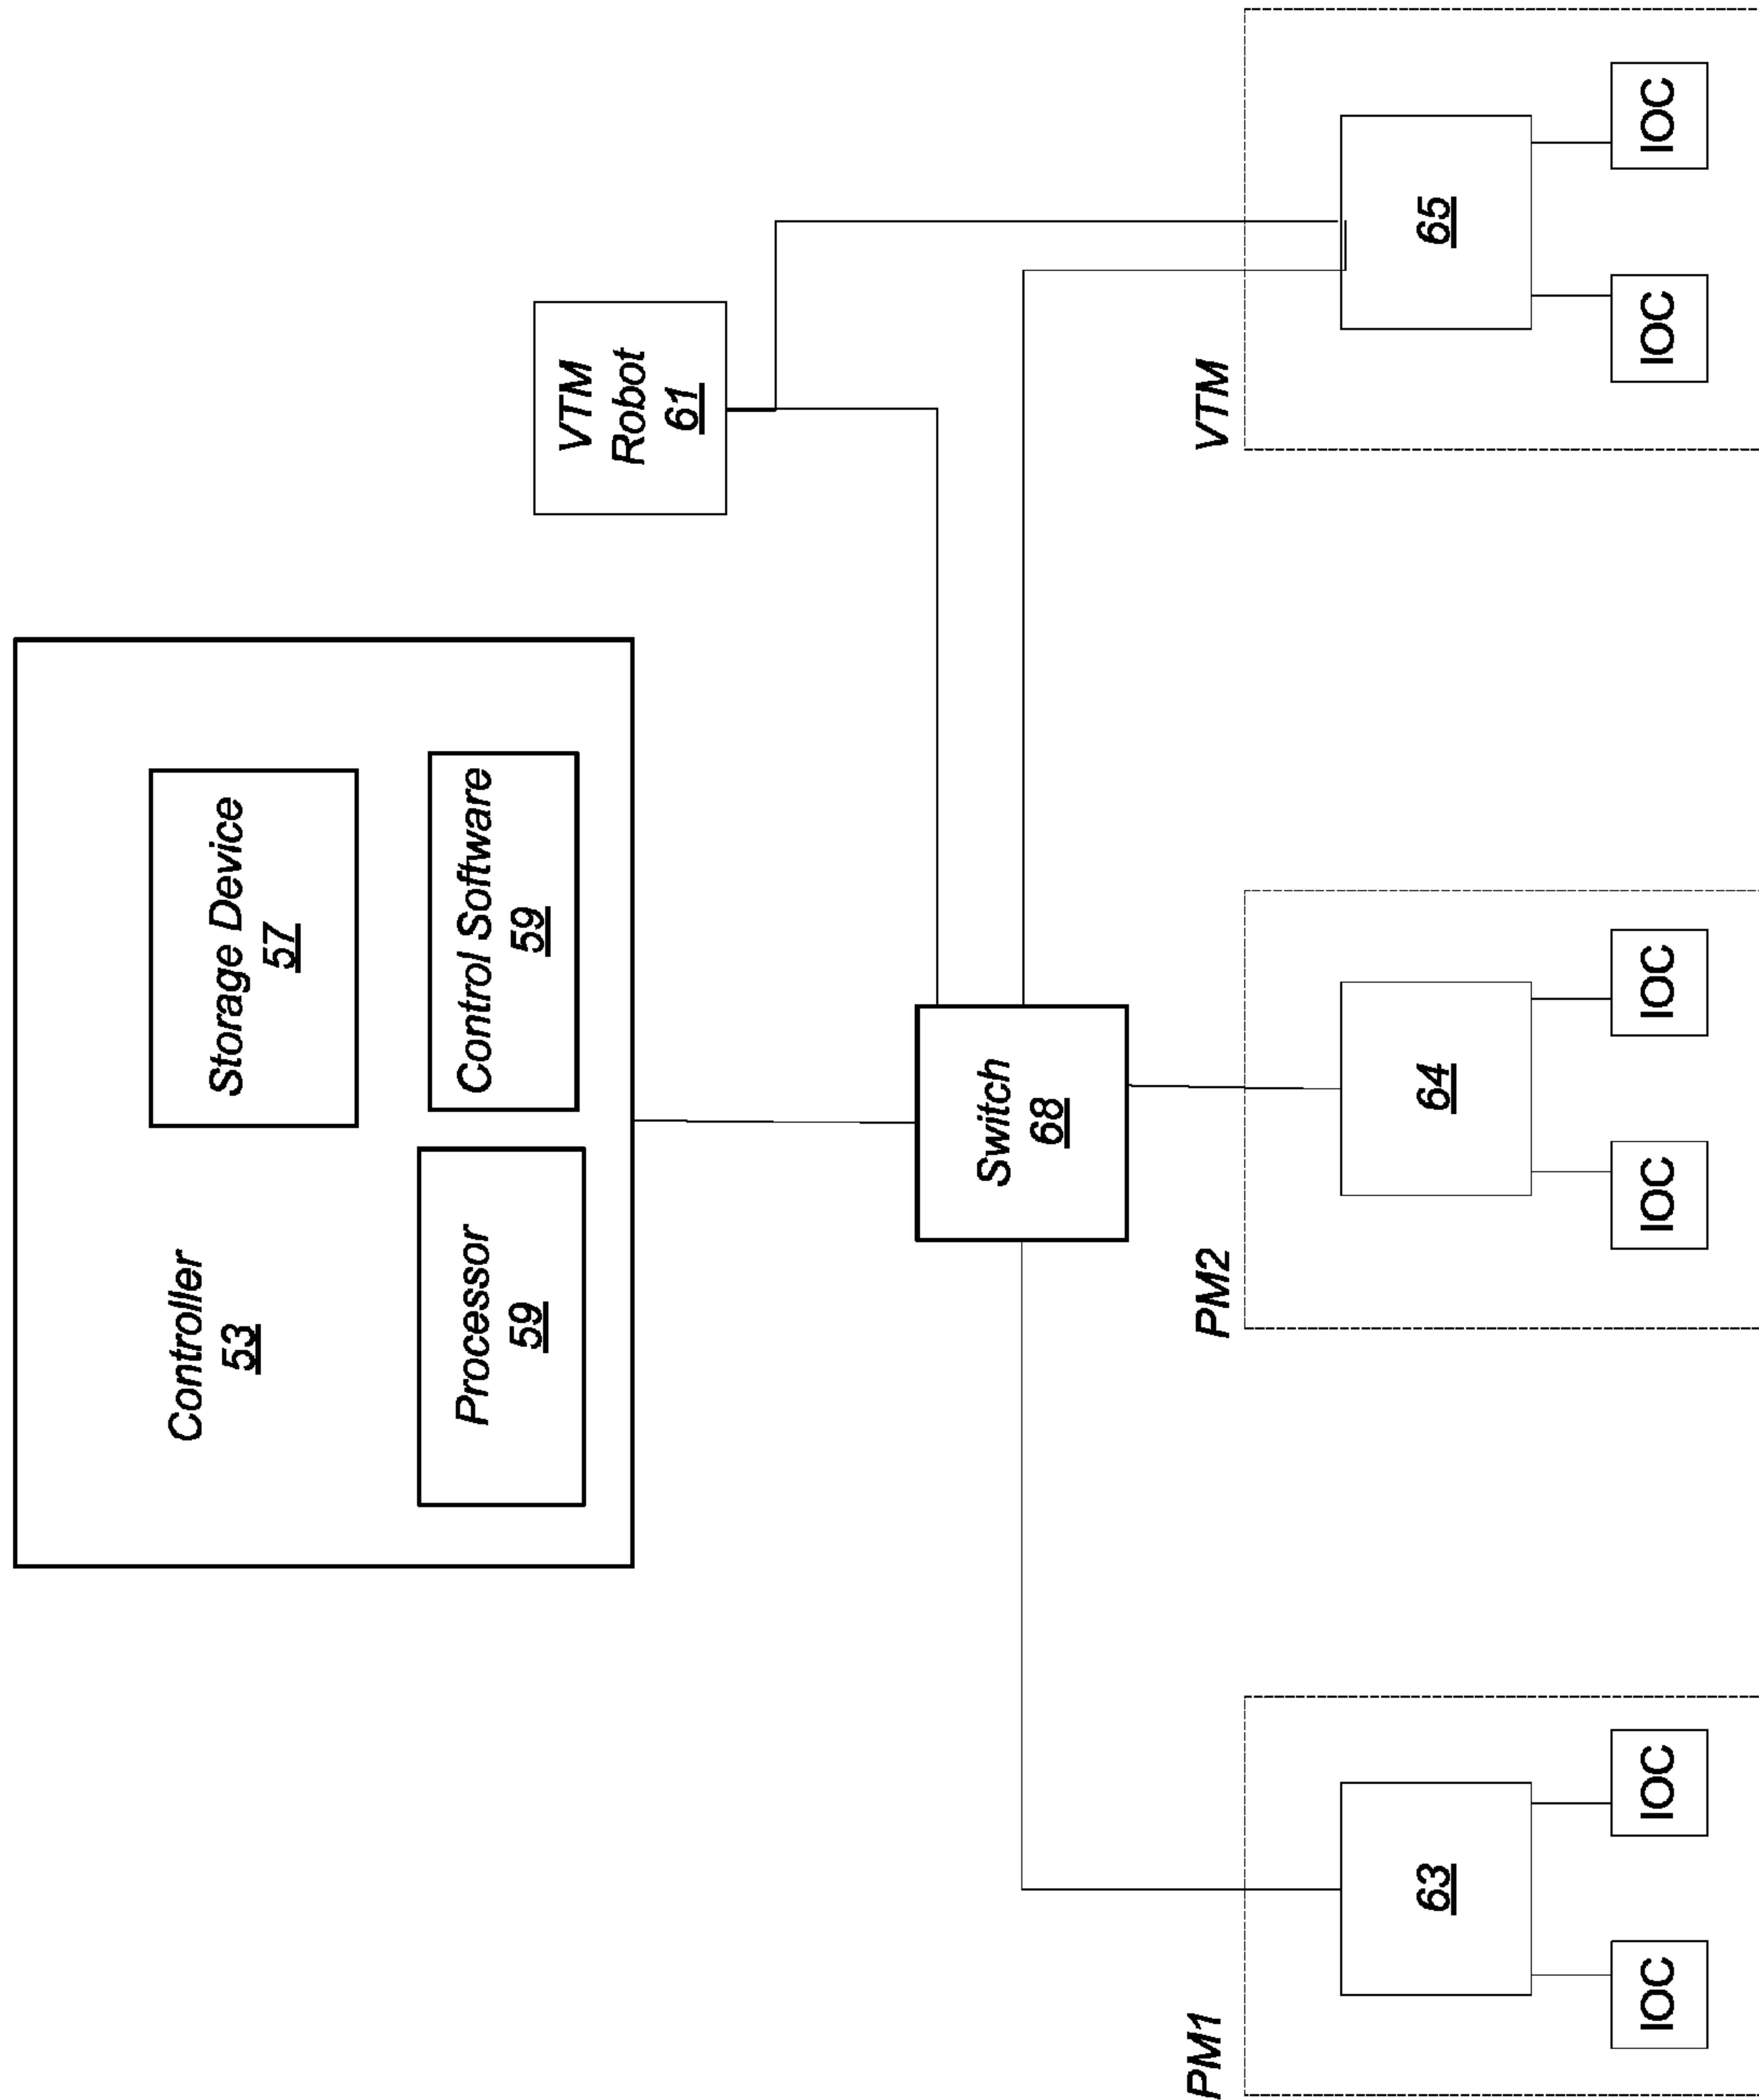 Controller
53
Storage Device
57
Processor
59
Control Software
59
VTM
Robot
61
Switch
68
PM1
63
IOC
IOC
PM2
64
IOC
IOC
VTM
65
IOC
IOC